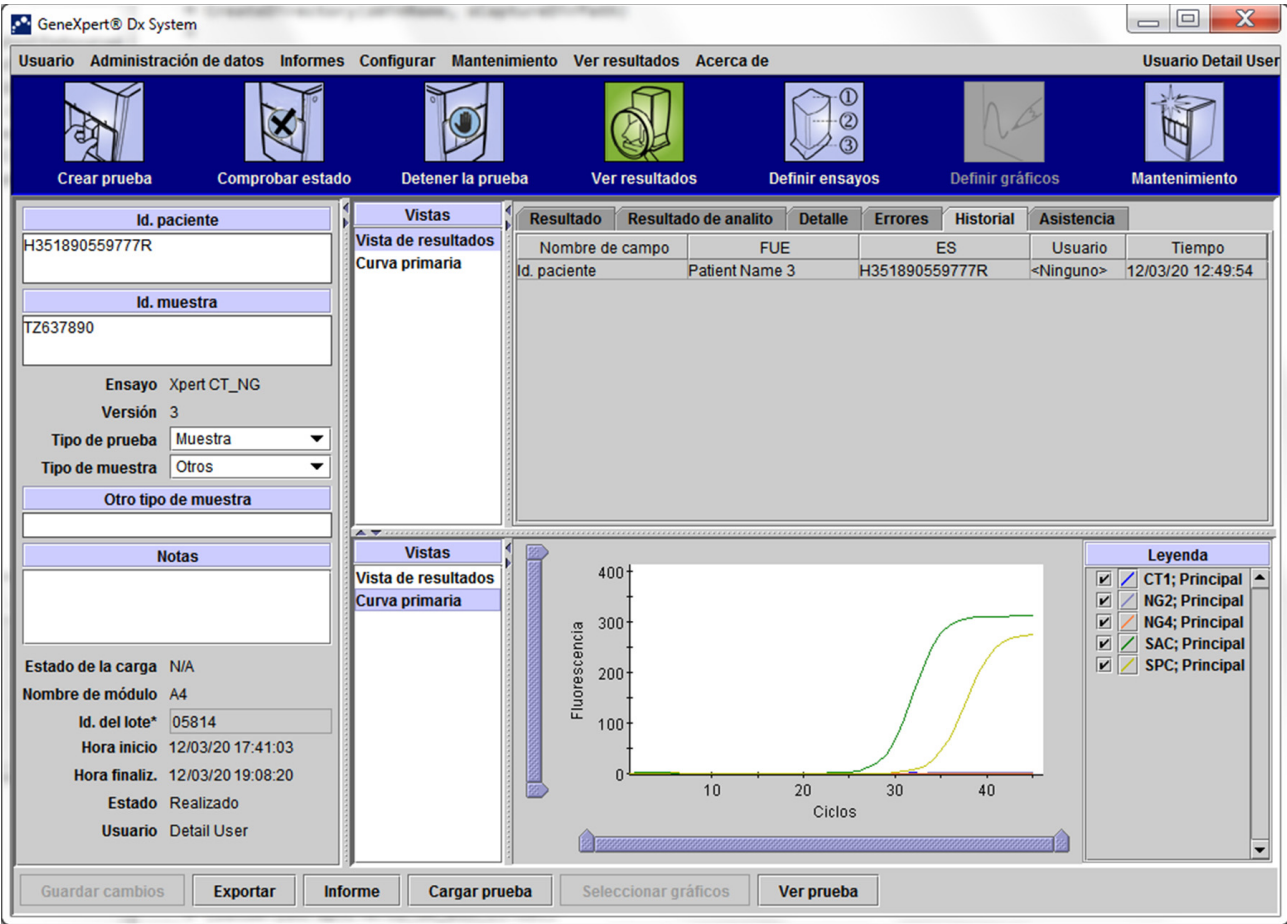 GeneXpert® Dx System
Usuario Administración de datos Informes Configurar Mantenimiento Ver resultados Acerca de Usuario Detail User
Crear prueba Comprobar estado Detener la prueba Ver resultados Definir ensayos Definir gráficos Mantenimiento
1
2
3
Id. paciente
H351890559777R
Id. muestra
TZ637890
Ensayo Xpert CT_NG
Versión 3
Tipo de prueba Muestra
Tipo de muestra Otros
Otro tipo de muestra
Notas
Estado de la carga N/A
Nombre de módulo A4
Id. del lote* 05814
Hora inicio 12/03/20 17:41:03
Hora finaliz. 12/03/20 19:08:20
Estado Realizado
Usuario Detail User
Vistas
Vista de resultados
Curva primaria
Resultado Resultado de analito Detalle Errores Historial Asistencia
Nombre de campo FUE ES Usuario Tiempo
Id. paciente Patient Name 3 H351890559777R <Ninguno> 12/03/20 12:49:54
Vistas
Vista de resultados
Curva primaria
Fluorescencia
400
300
200
100
0
10 20 30 40
Ciclos
Leyenda
CT1; Principal
NG2; Principal
NG4; Principal
SAC; Principal
SPC; Principal
Guardar cambios Exportar Informe Cargar prueba Seleccionar gráficos Ver prueba